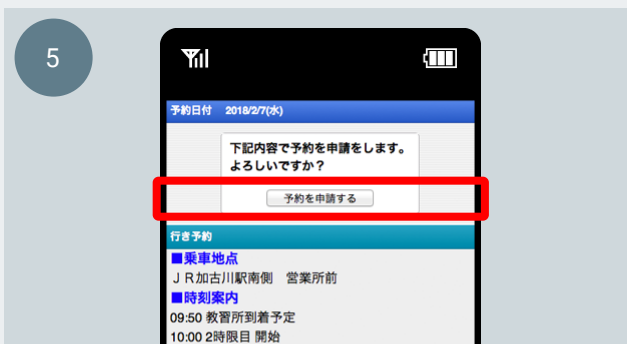 5
予約日付 2018/2/7(水)
下記内容で予約を申請をします。
よろしいですか？
予約を申請する
行き予約
■乗車地点
ＪＲ加古川駅南側　営業所前
■時刻案内
09:50 教習所到着予定
10:00 2時限目 開始